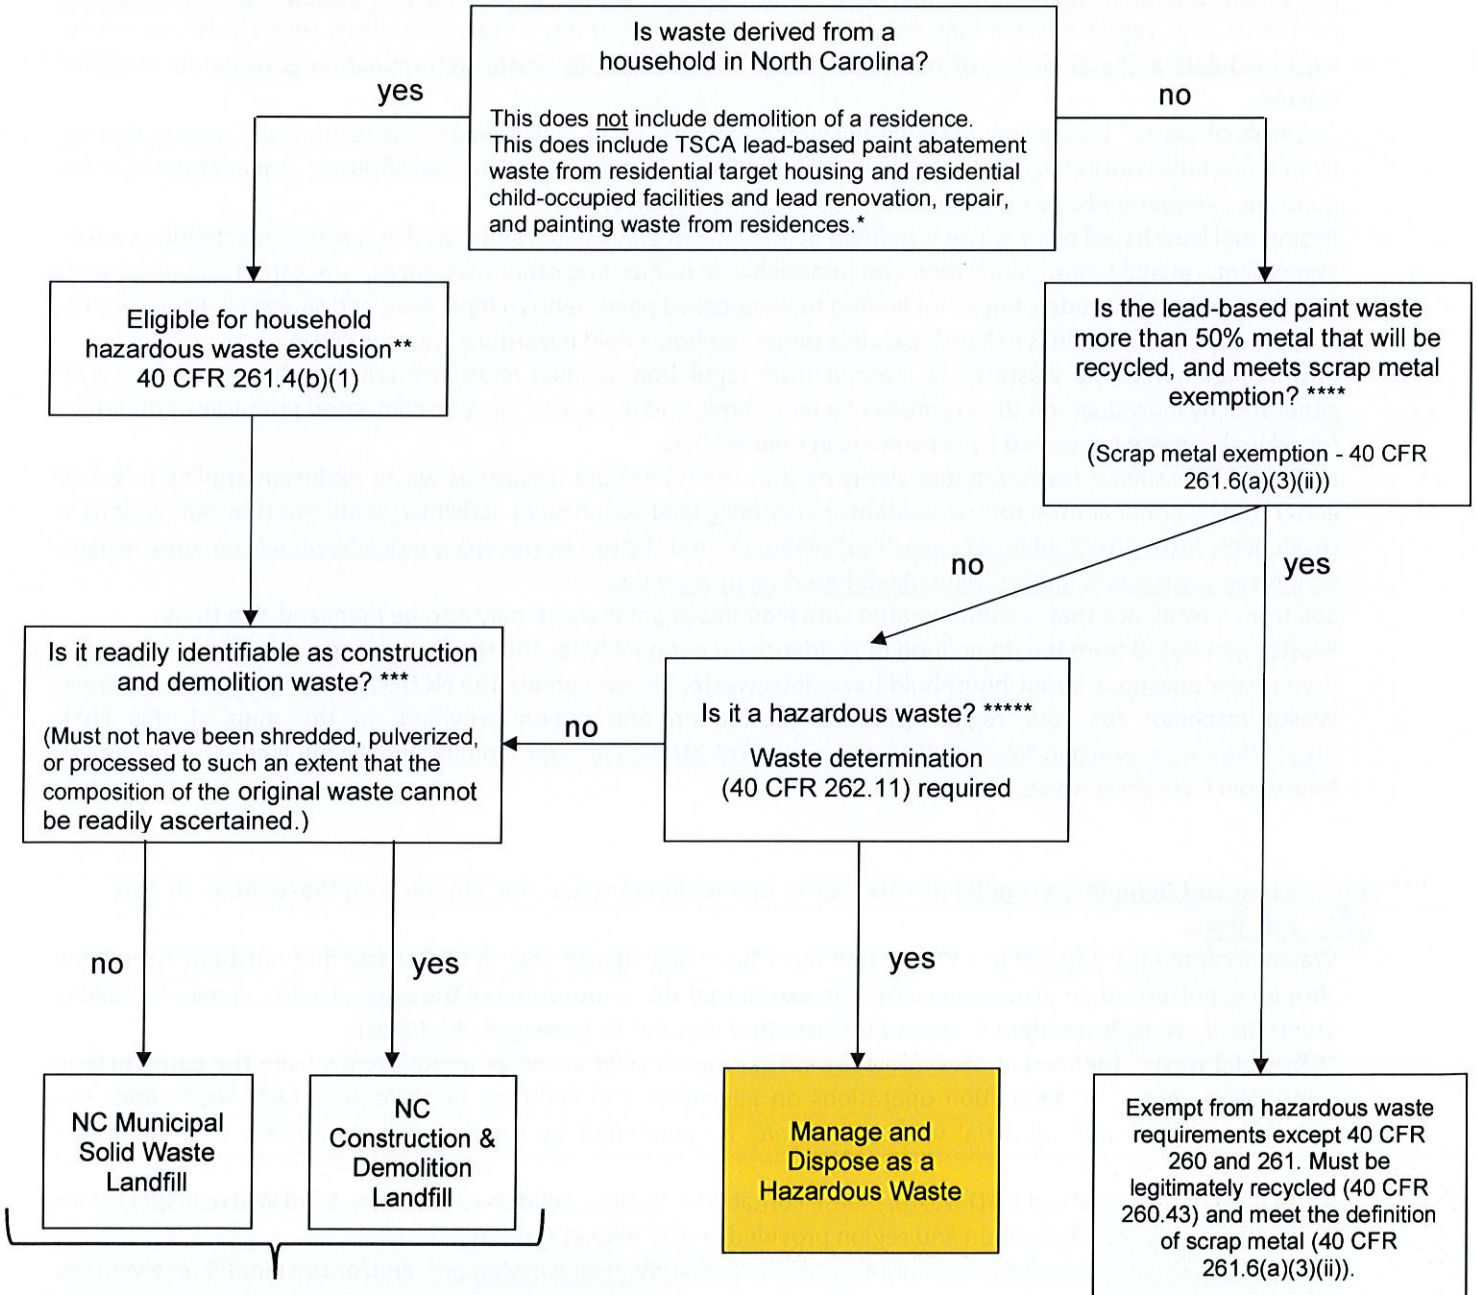 Is waste derived from a
household in North Carolina?
This does not include demolition of a residence.
This does include TSCA lead-based paint abatement
waste from residential target housing and residential
child-occupied facilities and lead renovation, repair,
and painting waste from residences.*
yes
no
Eligible for household
hazardous waste exclusion**
40 CFR 261.4(b)(1)
Is the lead-based paint waste
more than 50% metal that will be
recycled, and meets scrap metal
exemption? ****
(Scrap metal exemption - 40 CFR
261.6(a)(3)(ii))
no
yes
Is it readily identifiable as construction
and demolition waste? ***
(Must not have been shredded, pulverized,
or processed to such an extent that the
composition of the original waste cannot
be readily ascertained.)
no
Is it a hazardous waste? *****
Waste determination
(40 CFR 262.11) required
no
yes
yes
NC Municipal
Solid Waste
Landfill
NC
Construction &
Demolition
Landfill
Manage and
Dispose as a
Hazardous Waste
Exempt from hazardous waste
requirements except 40 CFR
260 and 261. Must be
legitimately recycled (40 CFR
260.43) and meet the definition
of scrap metal (40 CFR
261.6(a)(3)(ii)).